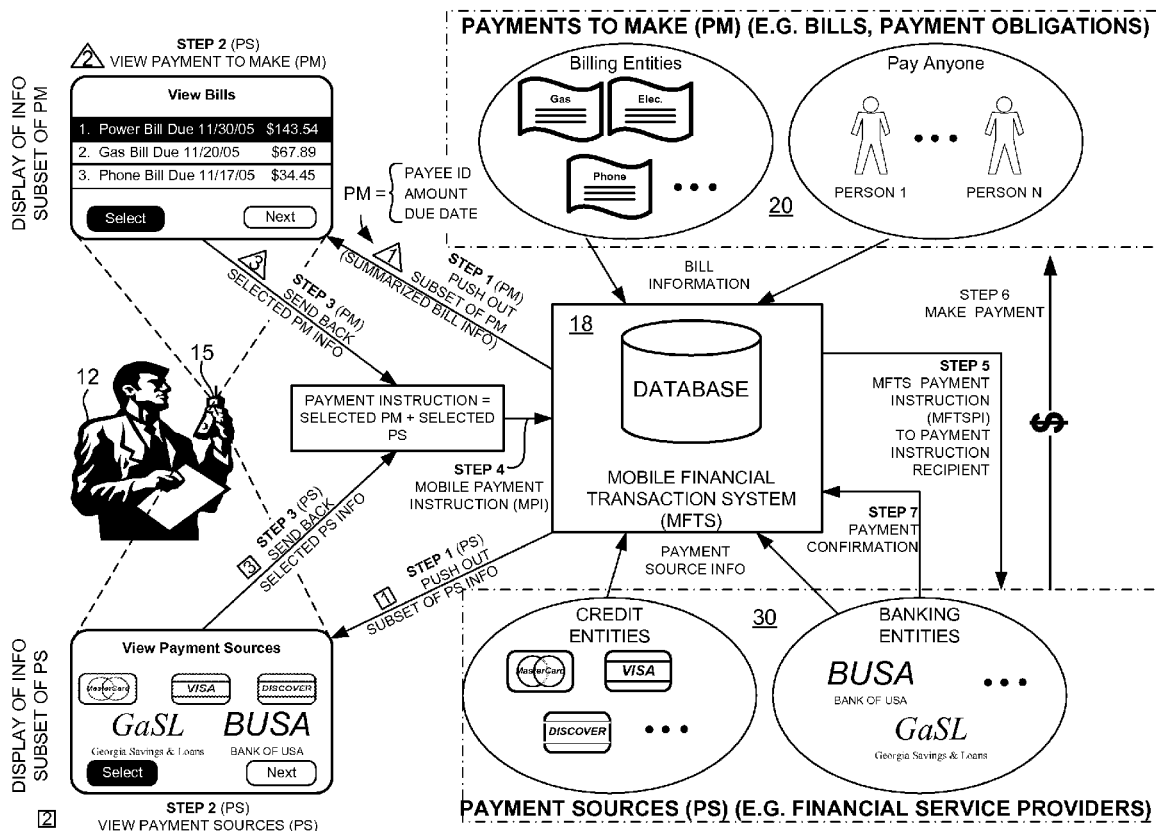 PAYMENTS TO MAKE (PM) (E.G. BILLS, PAYMENT OBLIGATIONS)
STEP 2 (PS)
2
VIEW PAYMENT TO MAKE (PM)
DISPLAY OF INFO
SUBSET OF PM
View Bills
1. Power Bill Due 11/30/05 $143.54
2. Gas Bill Due 11/20/05 $67.89
3. Phone Bill Due 11/17/05 $34.45
Select
Next
PM =
PAYEE ID
AMOUNT
DUE DATE
Billing Entities
Gas
Elec.
Phone
Pay Anyone
PERSON 1
PERSON N
20
1
STEP 1 (PM)
PUSH OUT
SUBSET OF PM
(SUMMARIZED BILL INFO)
3
STEP 3 (PM)
SEND BACK
SELECTED PM INFO
BILL
INFORMATION
STEP 6
MAKE PAYMENT
$
18
DATABASE
MOBILE FINANCIAL
TRANSACTION SYSTEM
(MFTS)
12
15
PAYMENT INSTRUCTION =
SELECTED PM + SELECTED
PS
STEP 4
MOBILE PAYMENT
INSTRUCTION (MPI)
STEP 5
MFTS PAYMENT
INSTRUCTION
(MFTSPI)
TO PAYMENT
INSTRUCTION
RECIPIENT
STEP 7
PAYMENT
CONFIRMATION
3
STEP 3 (PS)
SEND BACK
SELECTED PS INFO
1
STEP 1 (PS)
PUSH OUT
SUBSET OF PS INFO
PAYMENT
SOURCE INFO
DISPLAY OF INFO
SUBSET OF PS
View Payment Sources
MasterCard
VISA
DISCOVER
GaSL
Georgia Savings & Loans
BUSA
BANK OF USA
Select
Next
2
STEP 2 (PS)
VIEW PAYMENT SOURCES (PS)
30
CREDIT
ENTITIES
MasterCard
VISA
DISCOVER
BANKING
ENTITIES
BUSA
BANK OF USA
GaSL
Georgia Savings & Loans
PAYMENT SOURCES (PS) (E.G. FINANCIAL SERVICE PROVIDERS)